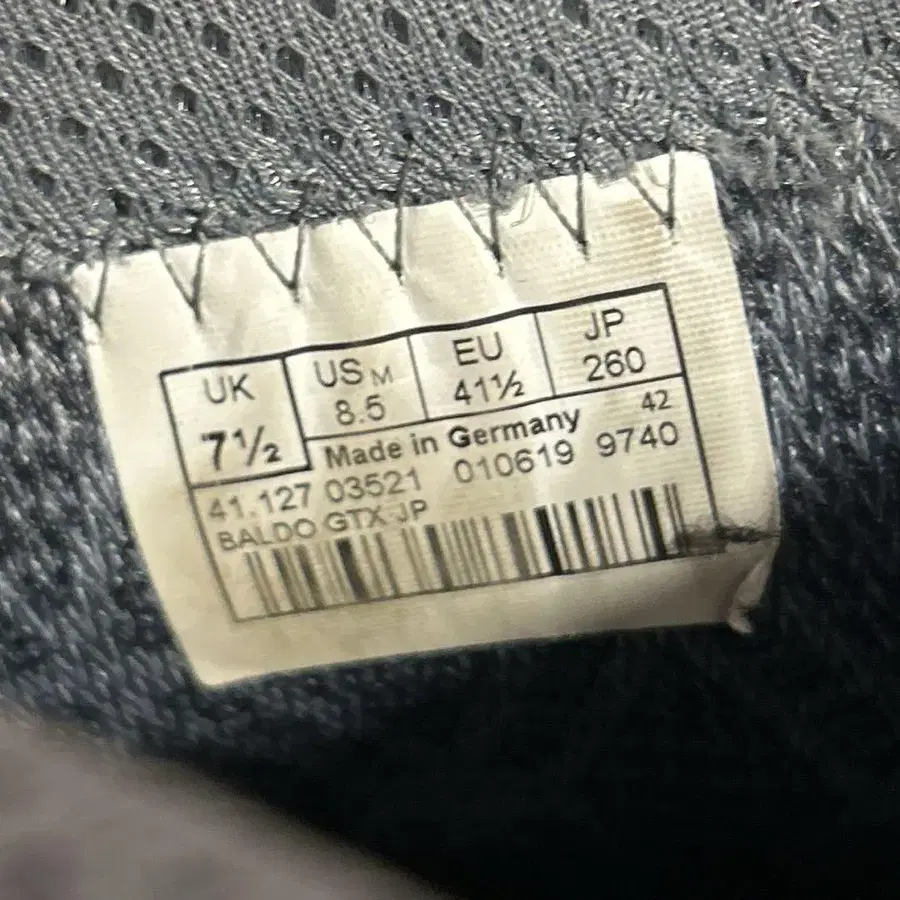 UK US M EU JP
7½ 8.5 41½ 260
Made in Germany 42
41.127 03521 010619 9740
BALDO GTX JP